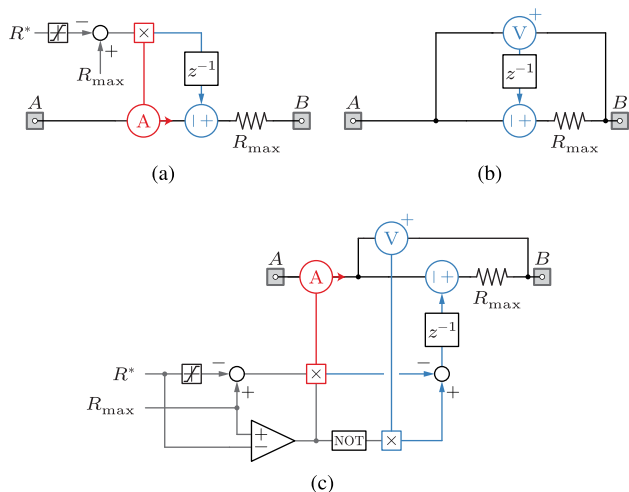 R* − + × V +
R_max z⁻¹ z⁻¹
A A | + R_max B A | + R_max B
(a) (b)
V +
A A | + R_max B
z⁻¹
R* − + × − +
R_max
+ − NOT ×
(c)